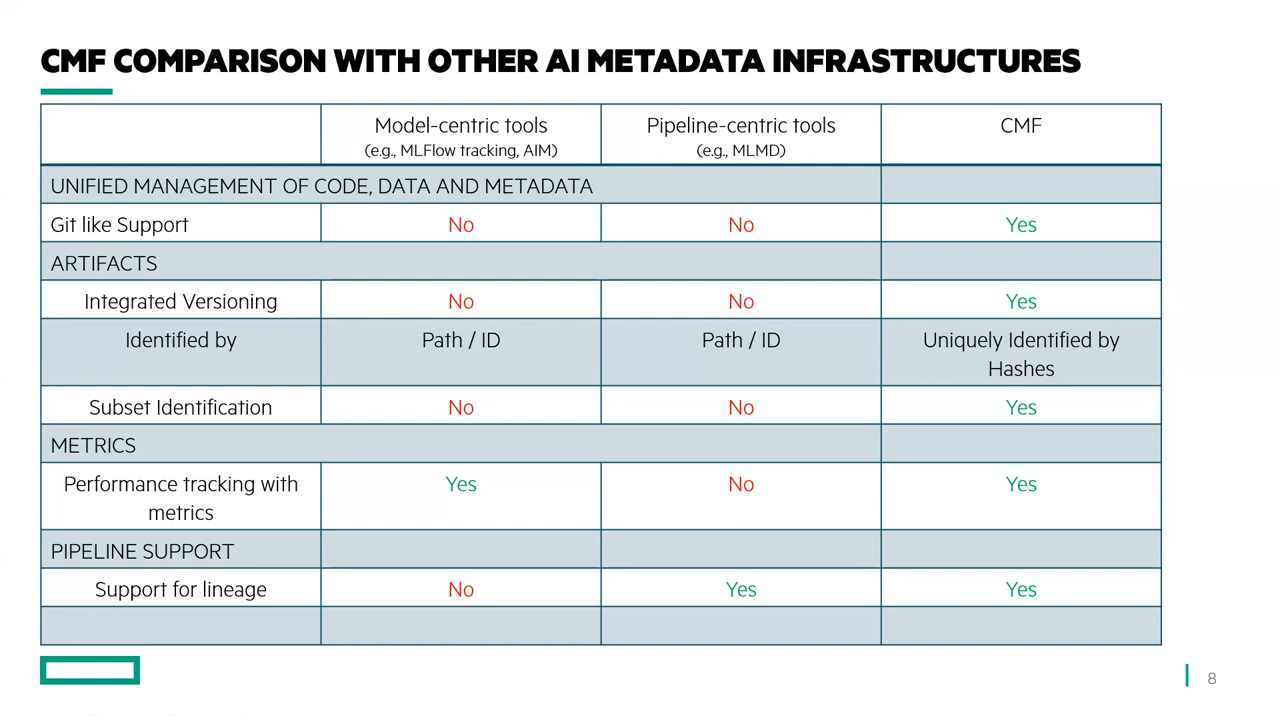 CMF COMPARISON WITH OTHER AI METADATA INFRASTRUCTURES
Model-centric tools
(e.g., MLFlow tracking, AIM)
Pipeline-centric tools
(e.g., MLMD)
CMF
UNIFIED MANAGEMENT OF CODE, DATA AND METADATA
Git like Support No No Yes
ARTIFACTS
Integrated Versioning No No Yes
Identified by Path / ID Path / ID Uniquely Identified by
Hashes
Subset Identification No No Yes
METRICS
Performance tracking with Yes No Yes
metrics
PIPELINE SUPPORT
Support for lineage No Yes Yes
8